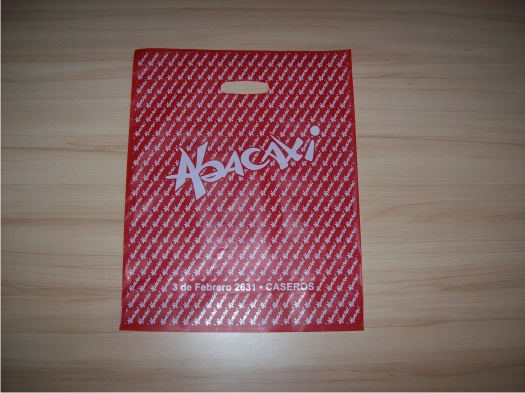 Abacaxi
3 de Febrero 2631 • CASEROS